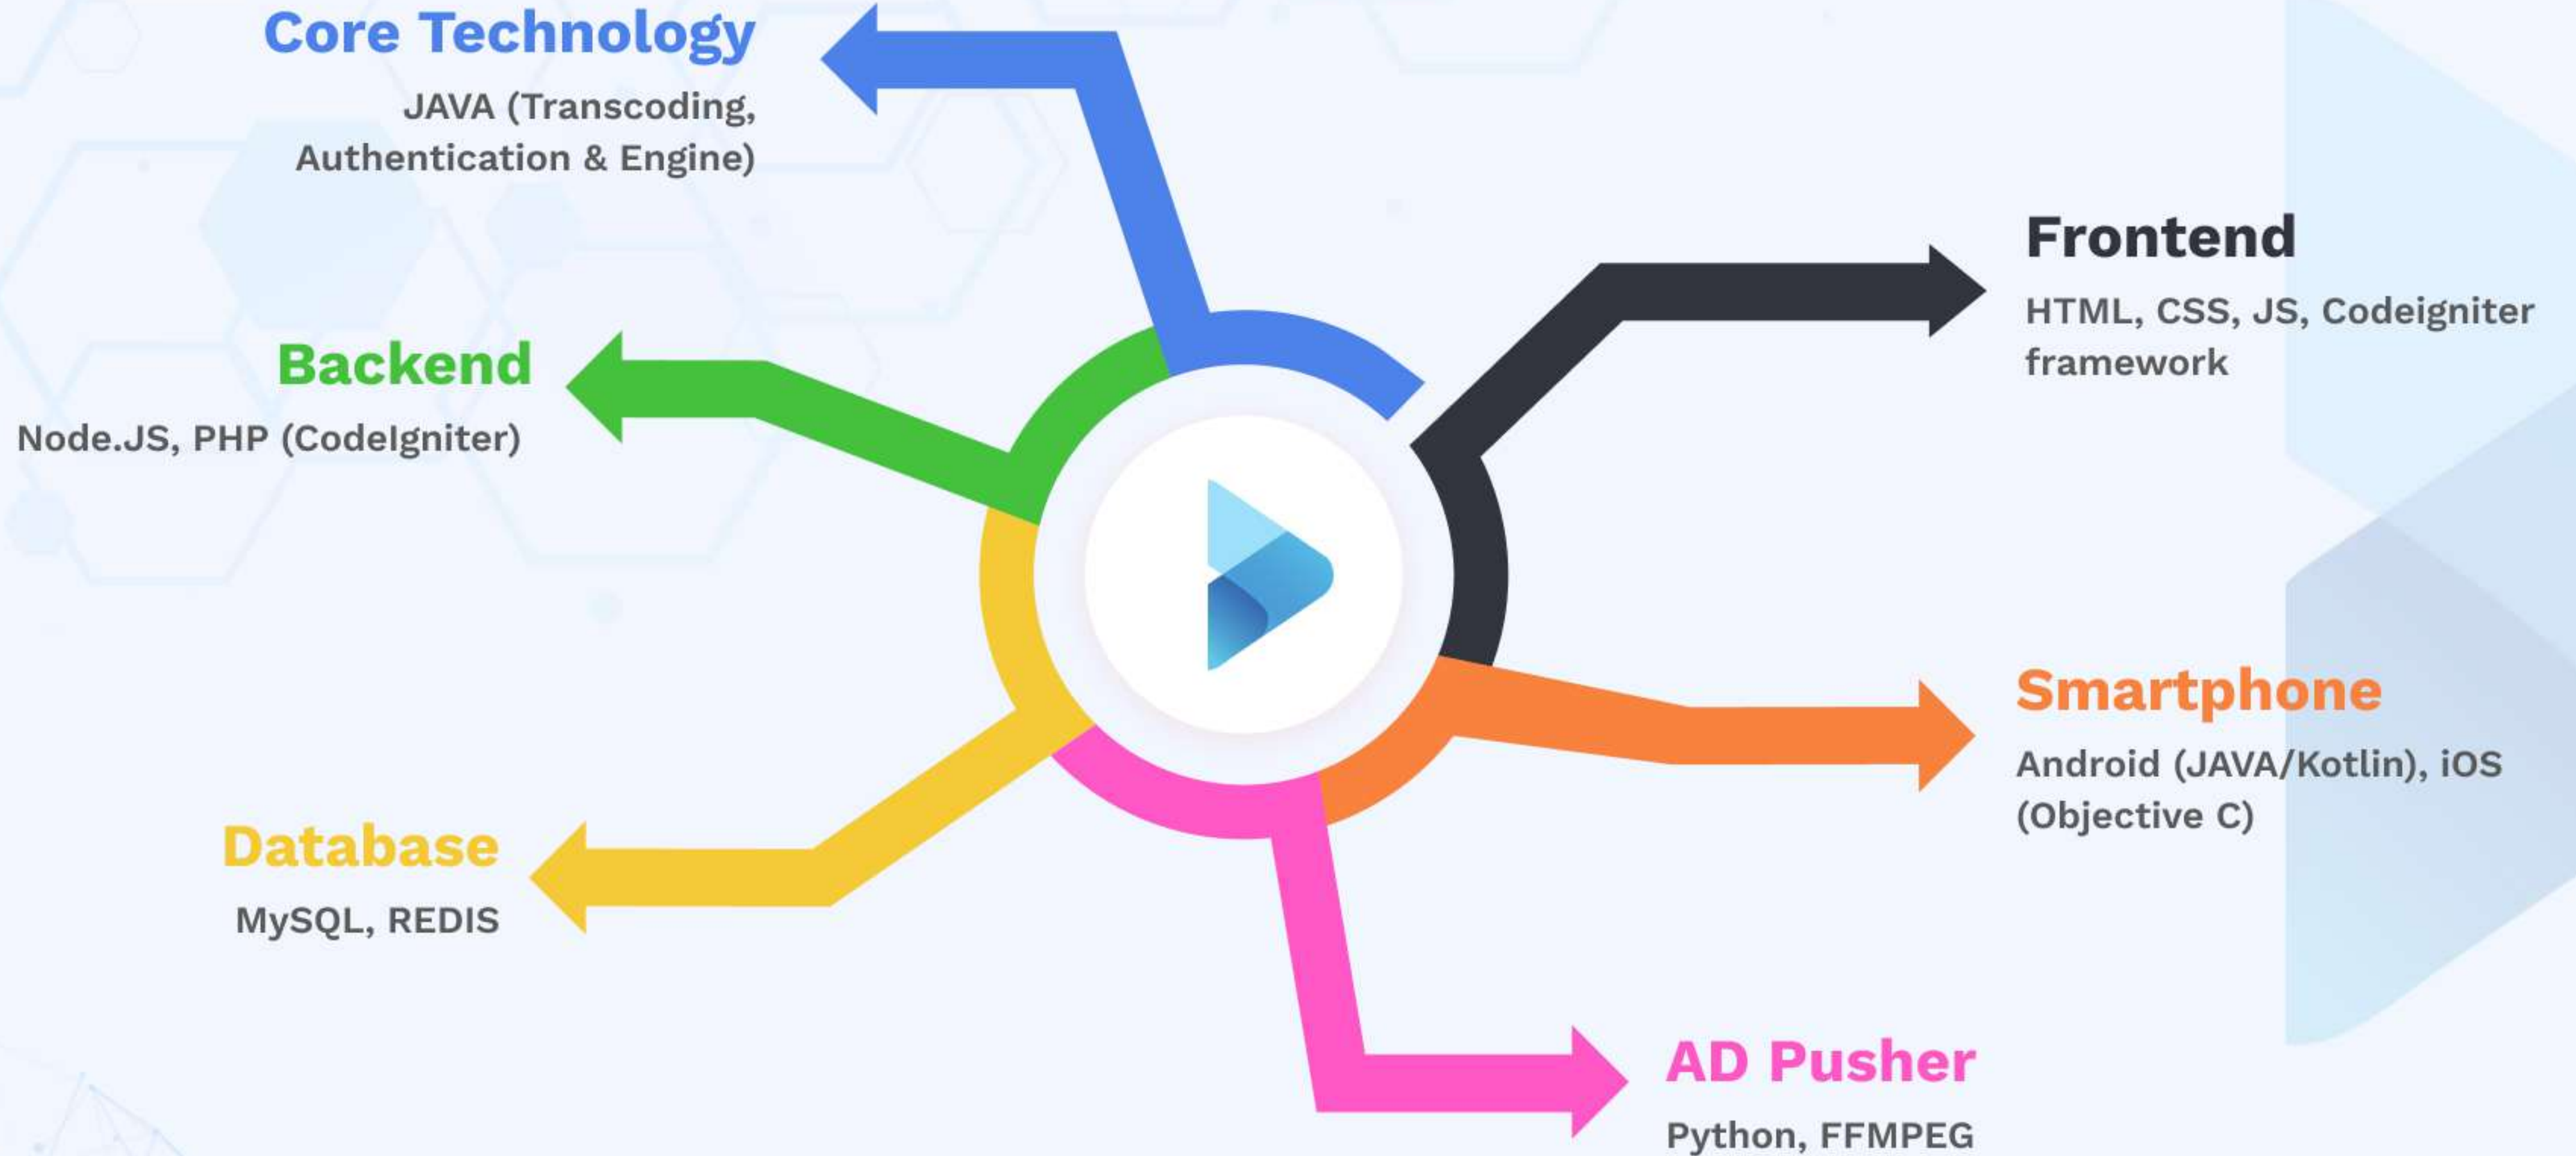 Core Technology
JAVA (Transcoding,
Authentication & Engine)
Frontend
HTML, CSS, JS, Codeigniter
framework
Backend
Node.JS, PHP (CodeIgniter)
Smartphone
Android (JAVA/Kotlin), iOS
(Objective C)
Database
MySQL, REDIS
AD Pusher
Python, FFMPEG